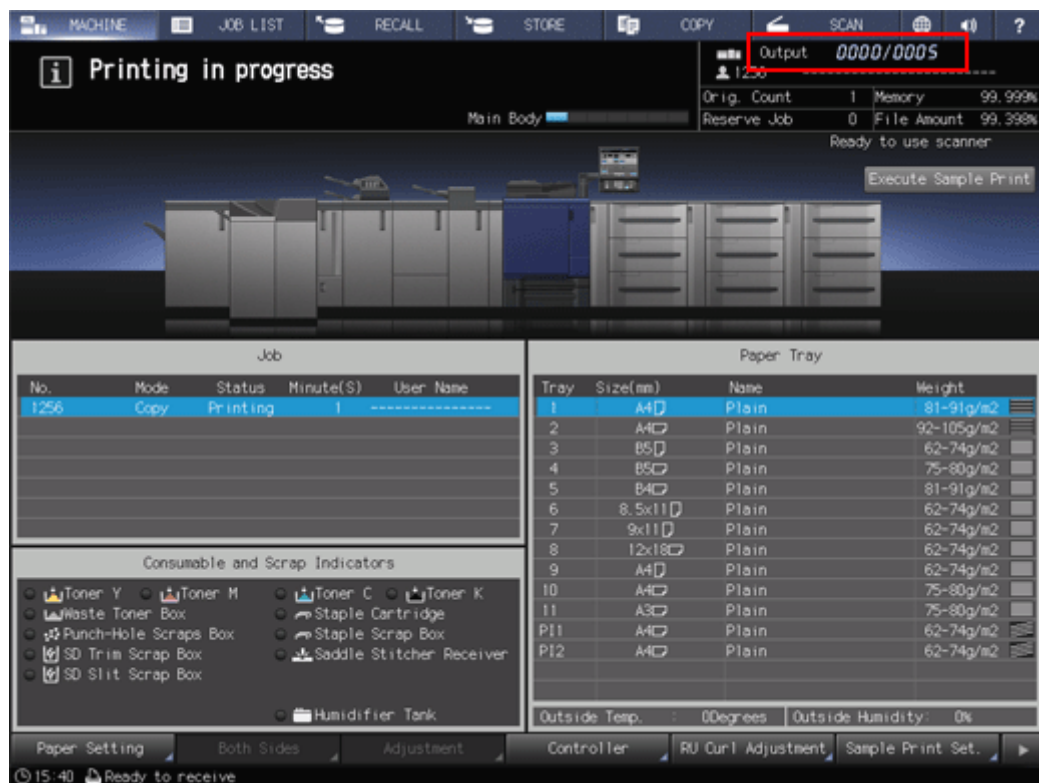 MACHINE JOB LIST RECALL STORE COPY SCAN ?
i Printing in progress
Output 0000/0005
1256 ---------------------------
Orig. Count 1 Memory 99.999%
Main Body Reserve Job 0 File Amount 99.398%
Ready to use scanner
Execute Sample Print
Job
No. Mode Status Minute(S) User Name
1256 Copy Printing 1 ---------------
Consumable and Scrap Indicators
Toner Y Toner M Toner C Toner K
Waste Toner Box Staple Cartridge
Punch-Hole Scraps Box Staple Scrap Box
SD Trim Scrap Box Saddle Stitcher Receiver
SD Slit Scrap Box
Humidifier Tank
Paper Tray
Tray Size(mm) Name Weight
1 A4 Plain 81-91g/m2
2 A4 Plain 92-105g/m2
3 B5 Plain 62-74g/m2
4 B5 Plain 75-80g/m2
5 B4 Plain 81-91g/m2
6 8.5x11 Plain 62-74g/m2
7 9x11 Plain 62-74g/m2
8 12x18 Plain 62-74g/m2
9 A4 Plain 62-74g/m2
10 A4 Plain 75-80g/m2
11 A3 Plain 75-80g/m2
PI1 A4 Plain 62-74g/m2
PI2 A4 Plain 62-74g/m2
Outside Temp. : 0Degrees Outside Humidity: 0%
Paper Setting Both Sides Adjustment Controller RU Curl Adjustment Sample Print Set.
15:40 Ready to receive